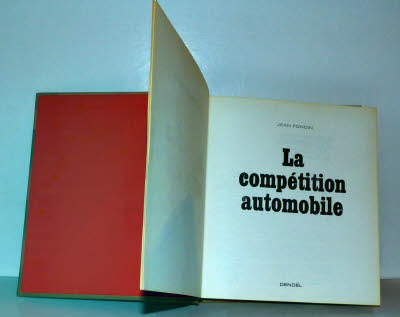 JEAN FONDIN
La
compétition
automobile
DENOËL